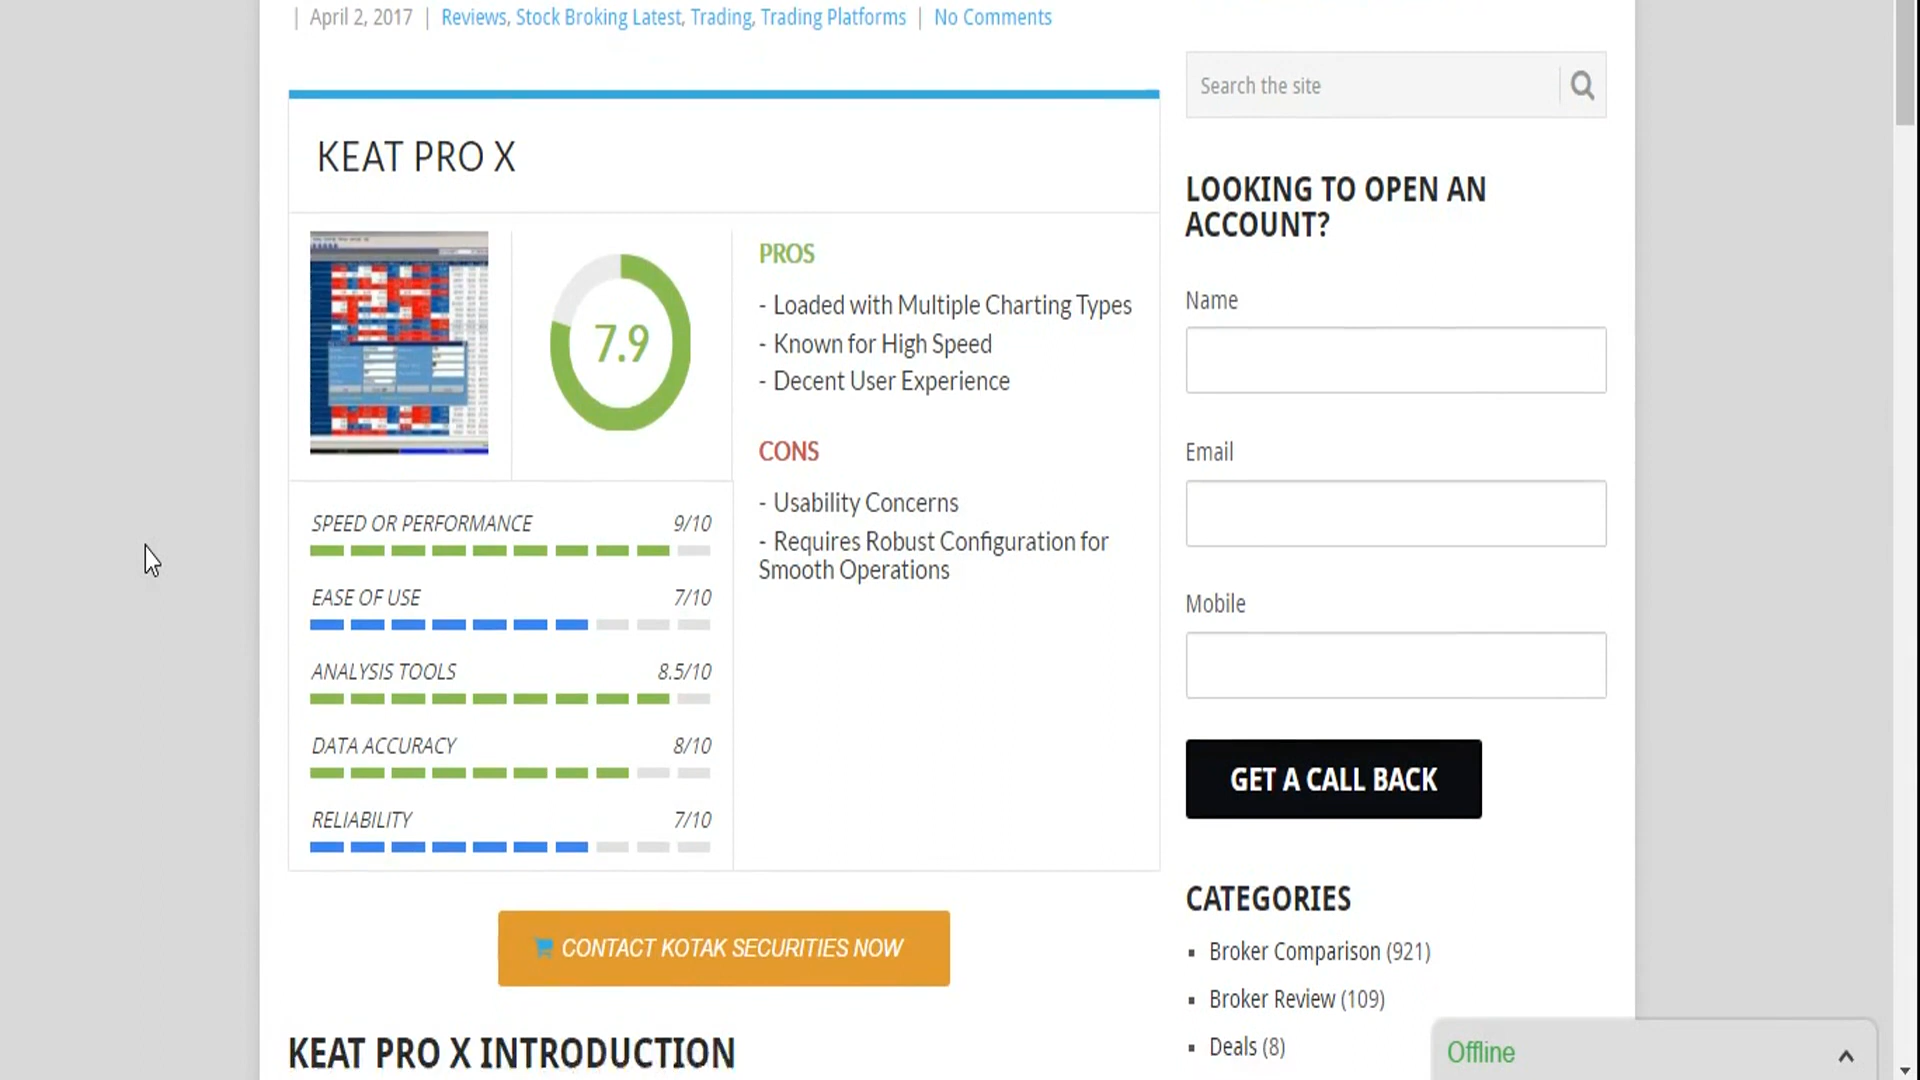 | April 2, 2017 | Reviews, Stock Broking Latest, Trading, Trading Platforms | No Comments
KEAT PRO X
7.9
PROS
- Loaded with Multiple Charting Types
- Known for High Speed
- Decent User Experience
CONS
- Usability Concerns
- Requires Robust Configuration for
Smooth Operations
SPEED OR PERFORMANCE 9/10
EASE OF USE 7/10
ANALYSIS TOOLS 8.5/10
DATA ACCURACY 8/10
RELIABILITY 7/10
CONTACT KOTAK SECURITIES NOW
KEAT PRO X INTRODUCTION
Search the site
LOOKING TO OPEN AN
ACCOUNT?
Name
Email
Mobile
GET A CALL BACK
CATEGORIES
Broker Comparison (921)
Broker Review (109)
Deals (8)
Offline